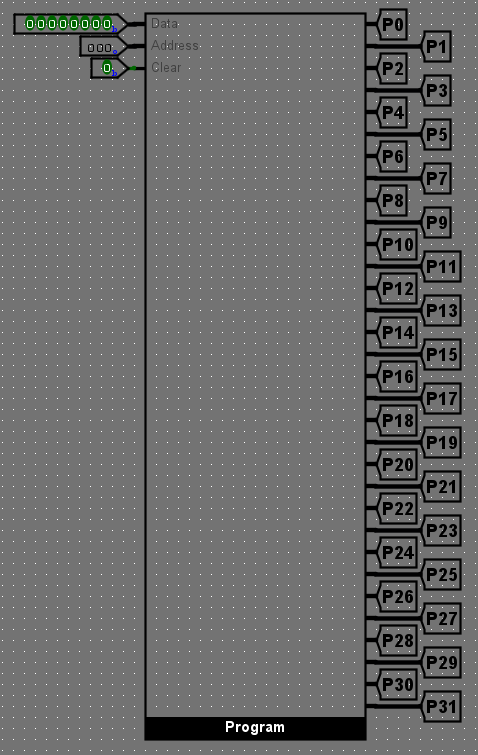 00000000 Data P0
000 Address P1
0 Clear P2
P3
P4
P5
P6
P7
P8
P9
P10
P11
P12
P13
P14
P15
P16
P17
P18
P19
P20
P21
P22
P23
P24
P25
P26
P27
P28
P29
P30
P31
Program